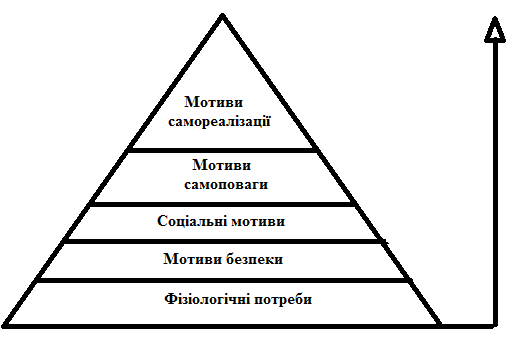 Мотиви
самореалізації
Мотиви
самоповаги
Соціальні мотиви
Мотиви безпеки
Фізіологічні потреби